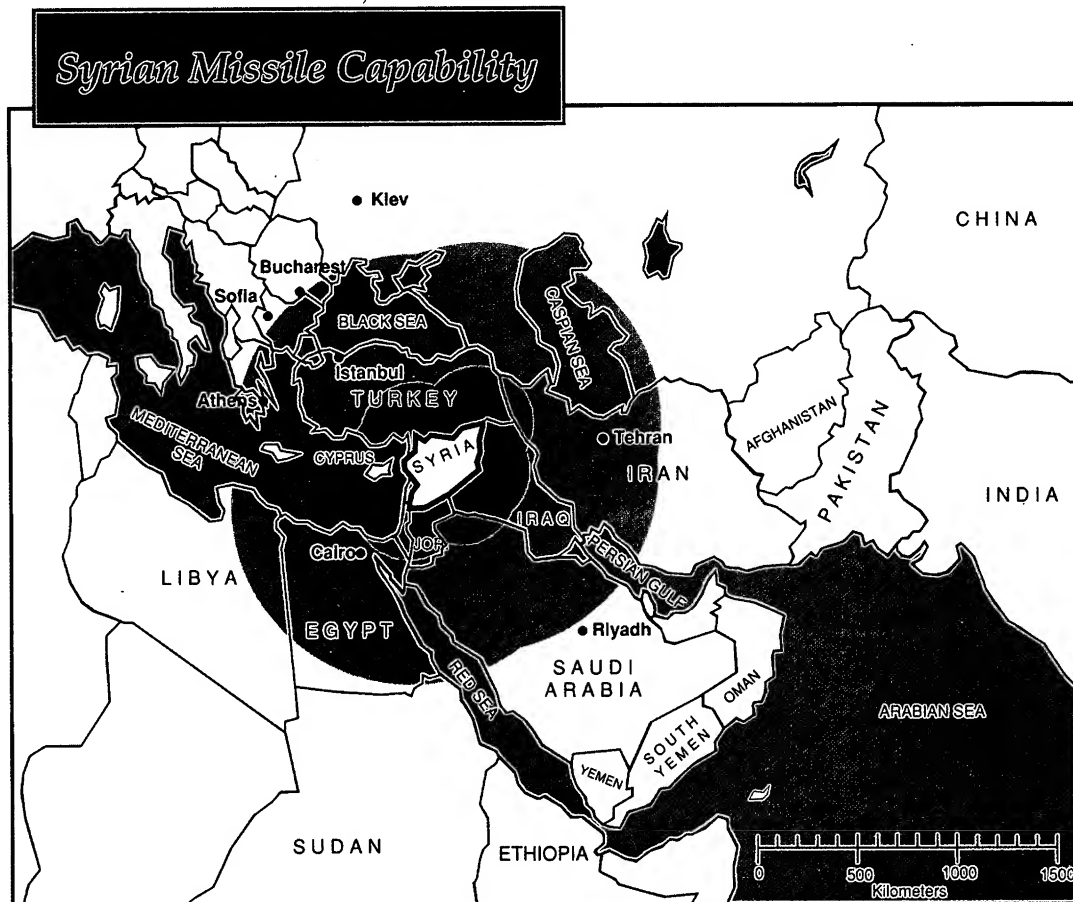 Syrian Missile Capability
Kiev
CHINA
Bucharest
Sofia
BLACK SEA
CASPIAN SEA
Istanbul
Athens
TURKEY
AFGHANISTAN
PAKISTAN
MEDITERRANEAN
SEA
Tehran
CYPRUS
SYRIA
IRAN
INDIA
IRAQ
JOR.
Cairo
PERSIAN GULF
LIBYA
EGYPT
Riyadh
RED SEA
SAUDI
ARABIA
OMAN
ARABIAN SEA
SOUTH
YEMEN
YEMEN
SUDAN
ETHIOPIA
0 500 1000 1500
Kilometers